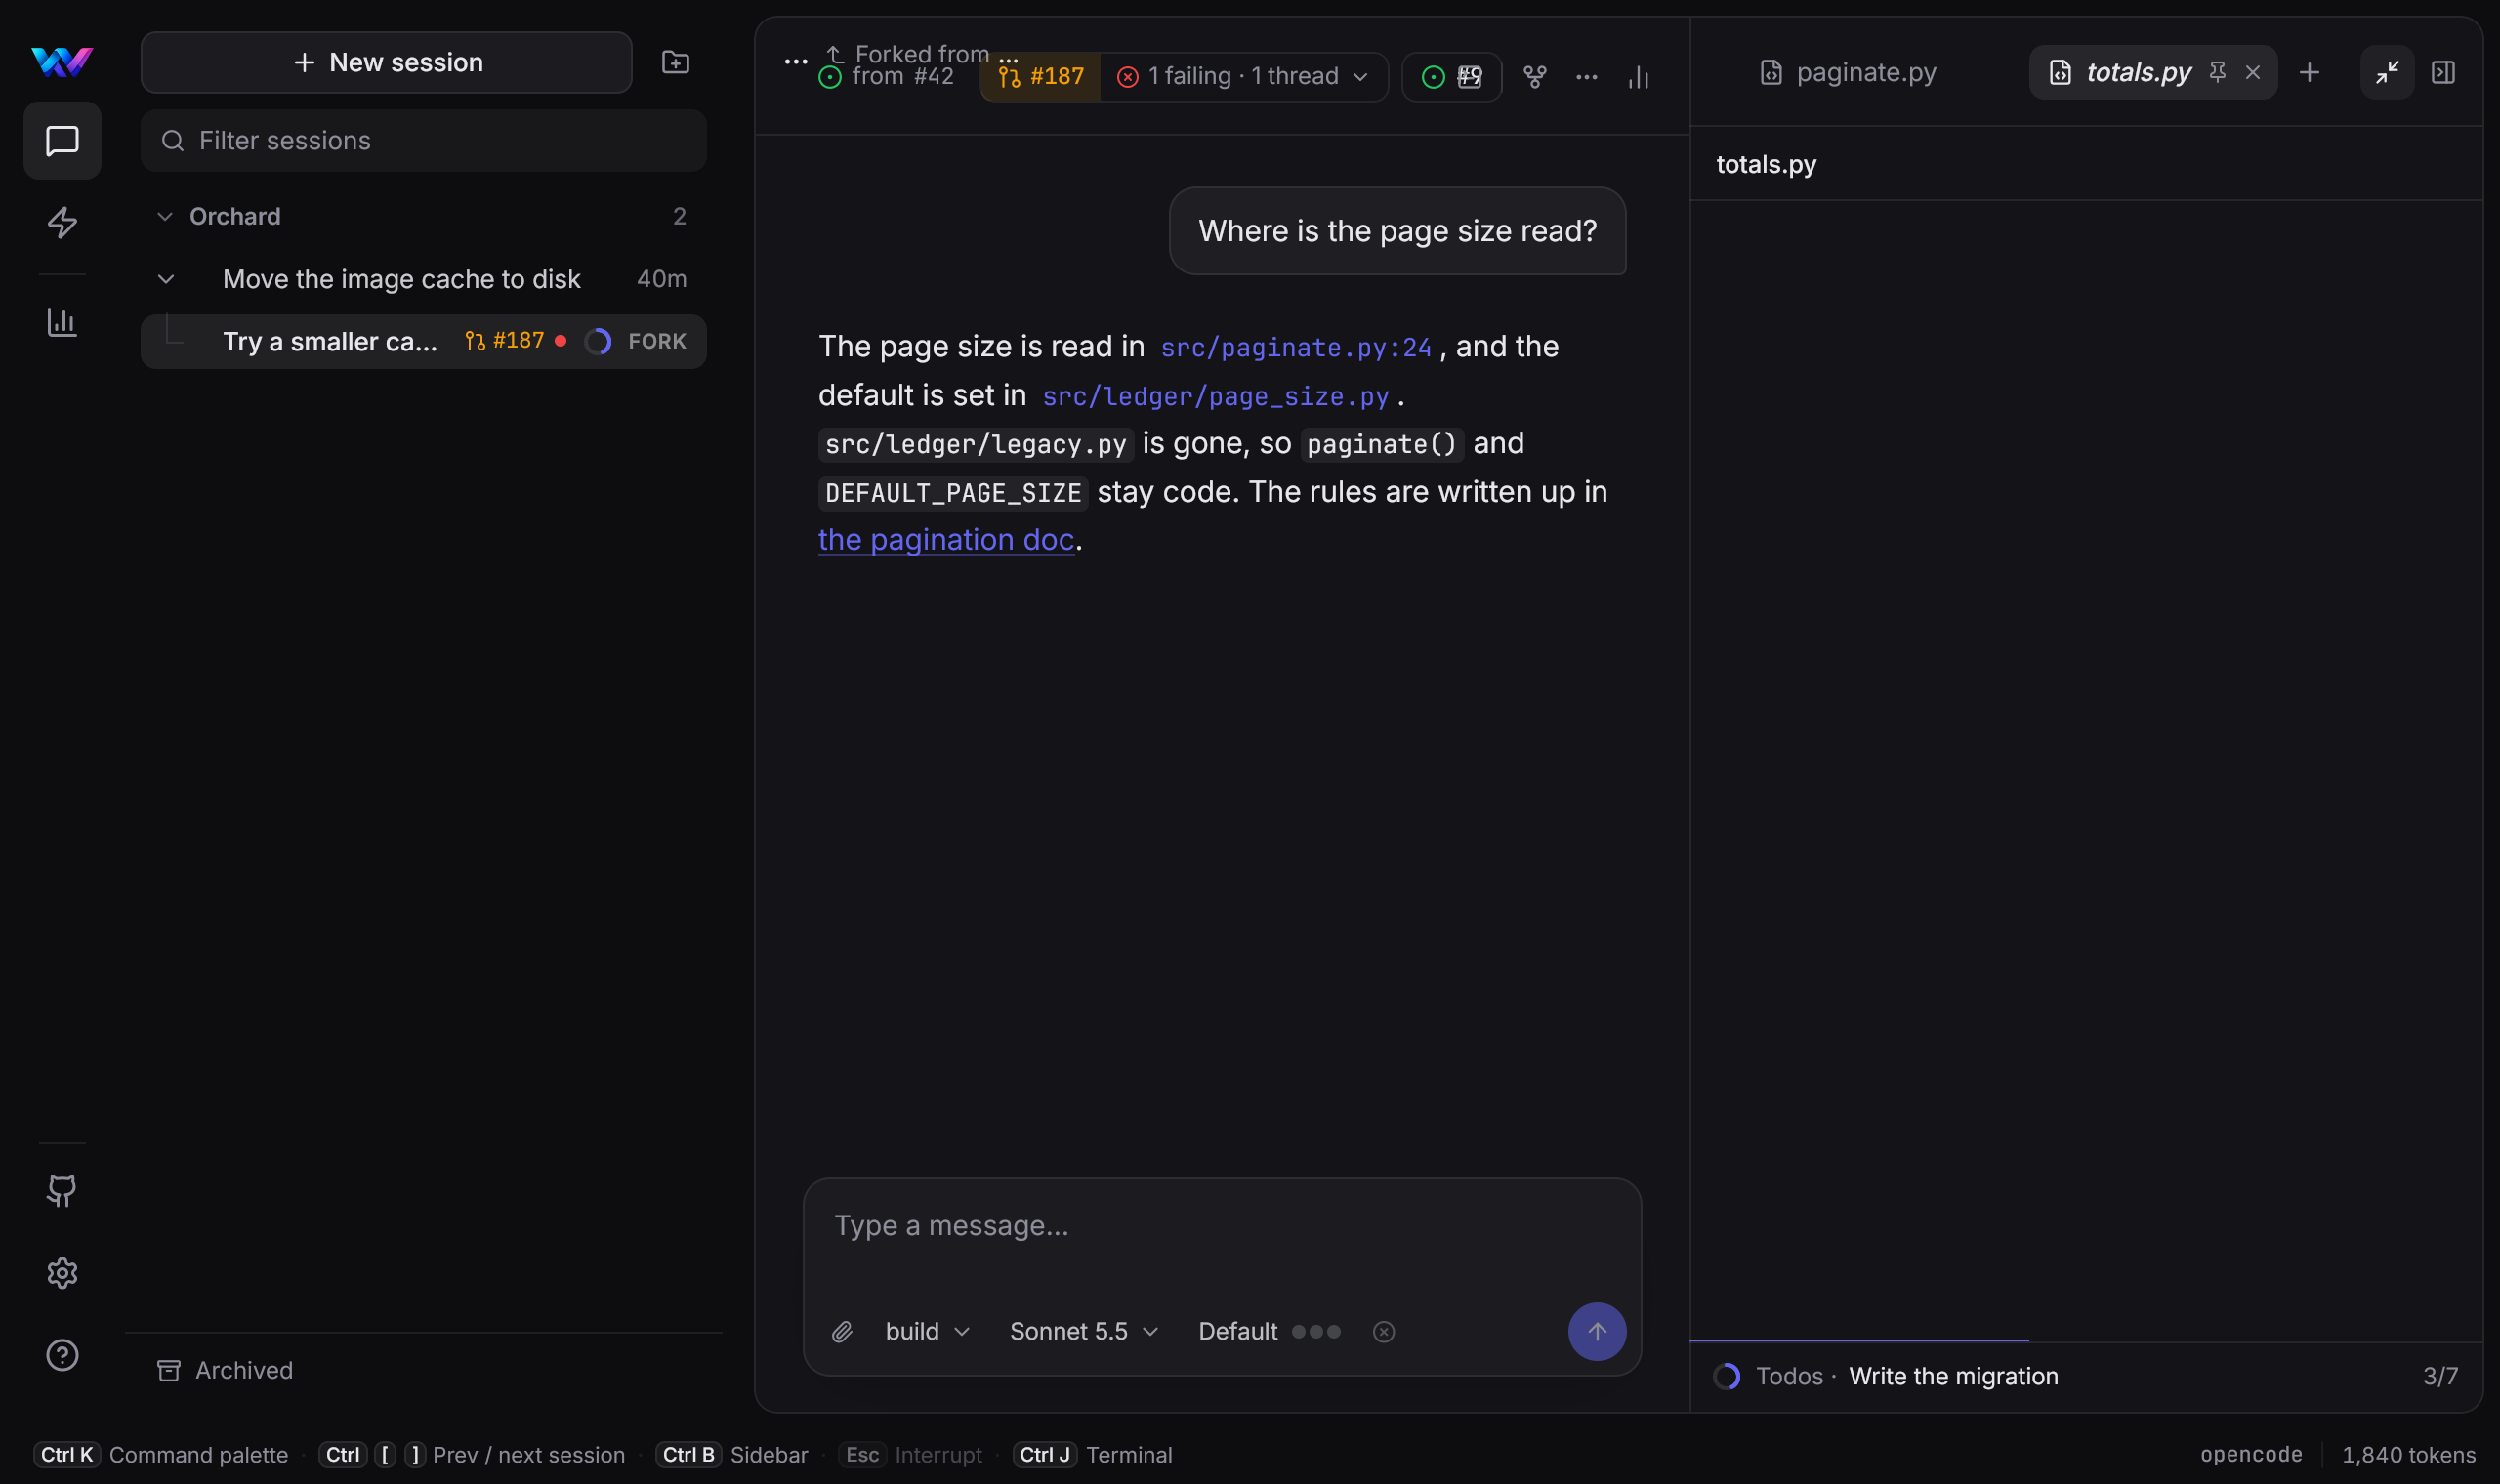 New session
Filter sessions
Orchard 2
Move the image cache to disk 40m
Try a smaller ca... #187 FORK
Archived
... Forked from ...
from #42 #187 1 failing · 1 thread #9
Where is the page size read?
The page size is read in src/paginate.py:24, and the
default is set in src/ledger/page_size.py.
src/ledger/legacy.py is gone, so paginate() and
DEFAULT_PAGE_SIZE stay code. The rules are written up in
the pagination doc.
Type a message...
build Sonnet 5.5 Default
paginate.py totals.py
totals.py
Todos · Write the migration 3/7
Ctrl K Command palette · Ctrl [ ] Prev / next session · Ctrl B Sidebar · Esc Interrupt · Ctrl J Terminal
opencode 1,840 tokens